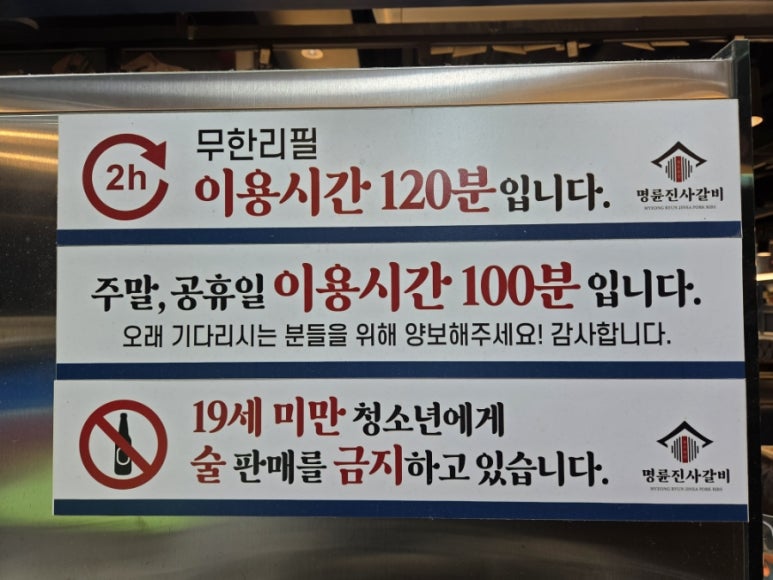 2h
무한리필
이용시간 120분입니다.
명륜진사갈비
MYEONG RYUN JINSA PORK RIBS
주말, 공휴일 이용시간 100분 입니다.
오래 기다리시는 분들을 위해 양보해주세요! 감사합니다.
19세 미만 청소년에게
술 판매를 금지하고 있습니다.
명륜진사갈비
MYEONG RYUN JINSA PORK RIBS